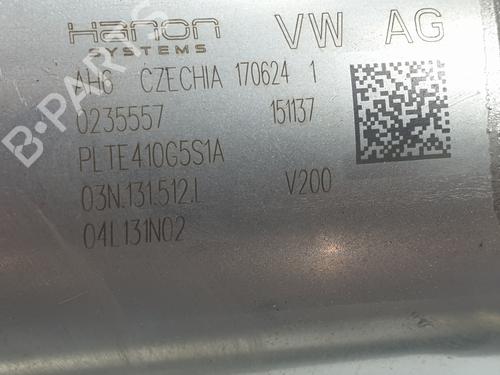 Hanon VW AG
SYSTEMS
AH6 CZECHIA 170624 1
0235557 151137
PLTE410G5S1A
03N.131.512.L V200
04L131N02
B-PARTS